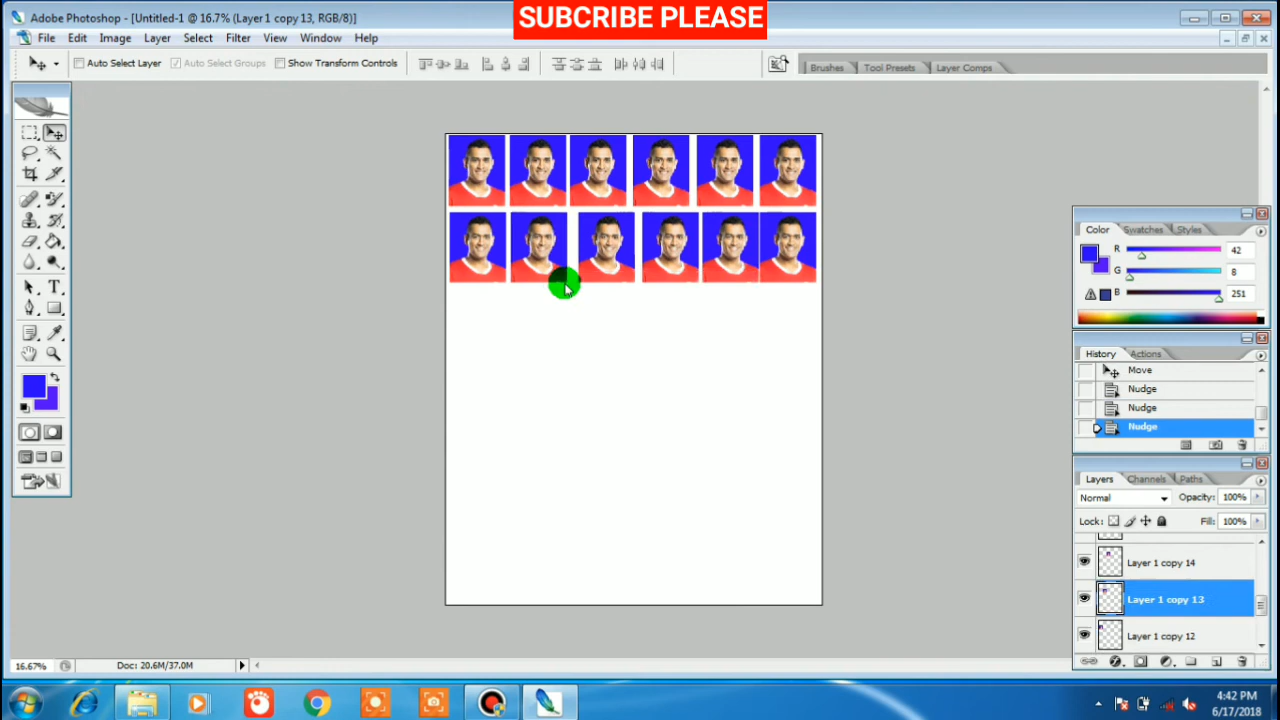 SUBCRIBE PLEASE
Adobe Photoshop - [Untitled-1 @ 16.7% (Layer 1 copy 13, RGB/8)]
File Edit Image Layer Select Filter View Window Help
Auto Select Layer Auto Select Groups Show Transform Controls
Brushes Tool Presets Layer Comps
Color Swatches Styles
R 42
G 8
B 251
History Actions
Move
Nudge
Nudge
Nudge
Layers Channels Paths
Normal Opacity: 100%
Lock: Fill: 100%
Layer 1 copy 14
Layer 1 copy 13
Layer 1 copy 12
16.67% Doc: 20.6M/37.0M
4:42 PM
6/17/2018